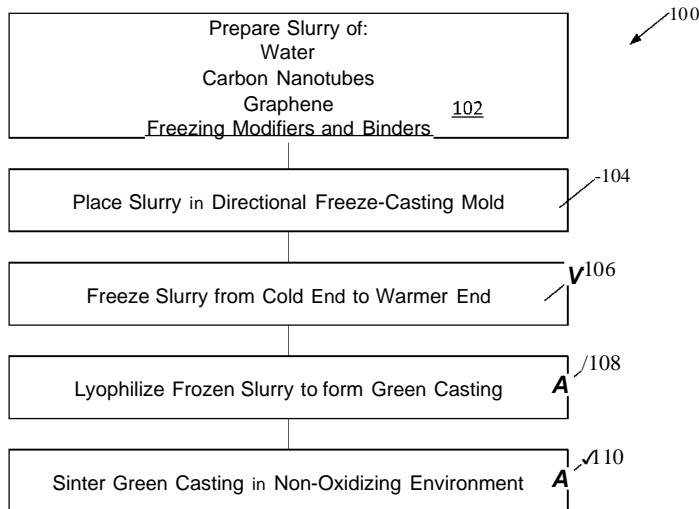 Prepare Slurry of:
Water
Carbon Nanotubes
Graphene
Freezing Modifiers and Binders
102
100
Place Slurry in Directional Freeze-Casting Mold
-104
Freeze Slurry from Cold End to Warmer End
V106
Lyophilize Frozen Slurry to form Green Casting
A /108
Sinter Green Casting in Non-Oxidizing Environment
A ✓110